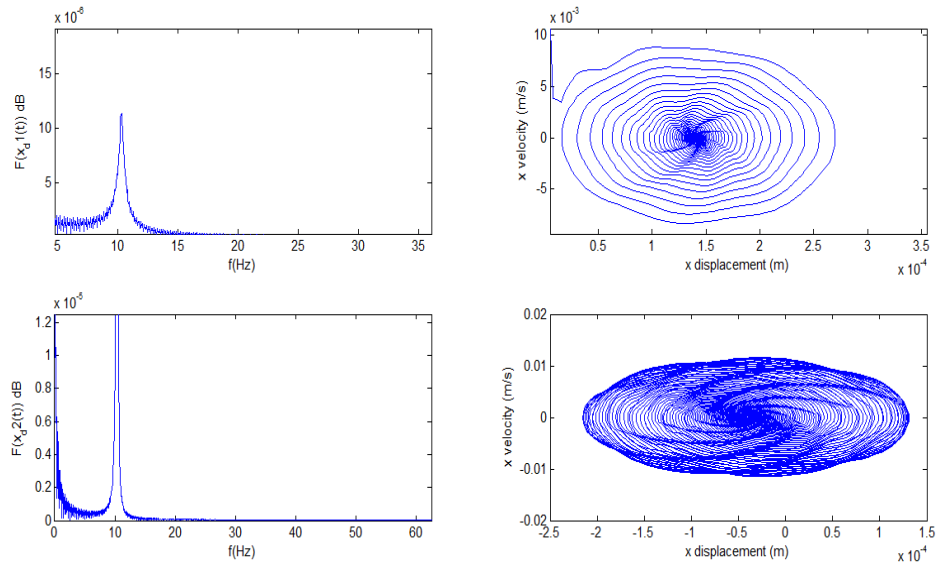 x 10^-6
15
10
5
F(x_d1(t)) dB
5 10 15 20 25 30 35
f(Hz)
x 10^-3
10
5
0
-5
x velocity (m/s)
0.5 1 1.5 2 2.5 3 3.5
x 10^-4
x displacement (m)
x 10^-5
1.2
1
0.8
0.6
0.4
0.2
0
F(x_d2(t)) dB
0 10 20 30 40 50 60
f(Hz)
0.02
0.01
0
-0.01
-0.02
x velocity (m/s)
-2.5 -2 -1.5 -1 -0.5 0 0.5 1 1.5
x 10^-4
x displacement (m)